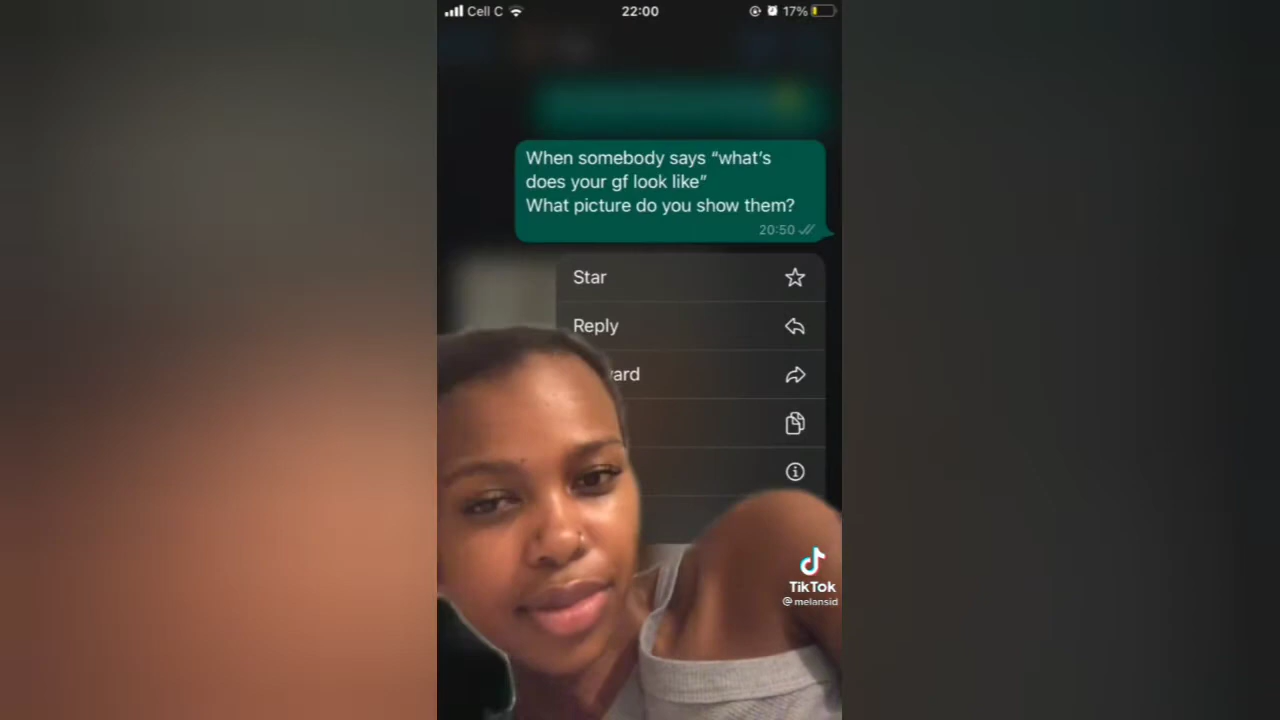 Cell C 22:00 17%
When somebody says “what's
does your gf look like”
What picture do you show them?
20:50
Star
Reply
ard
TikTok
@melansid